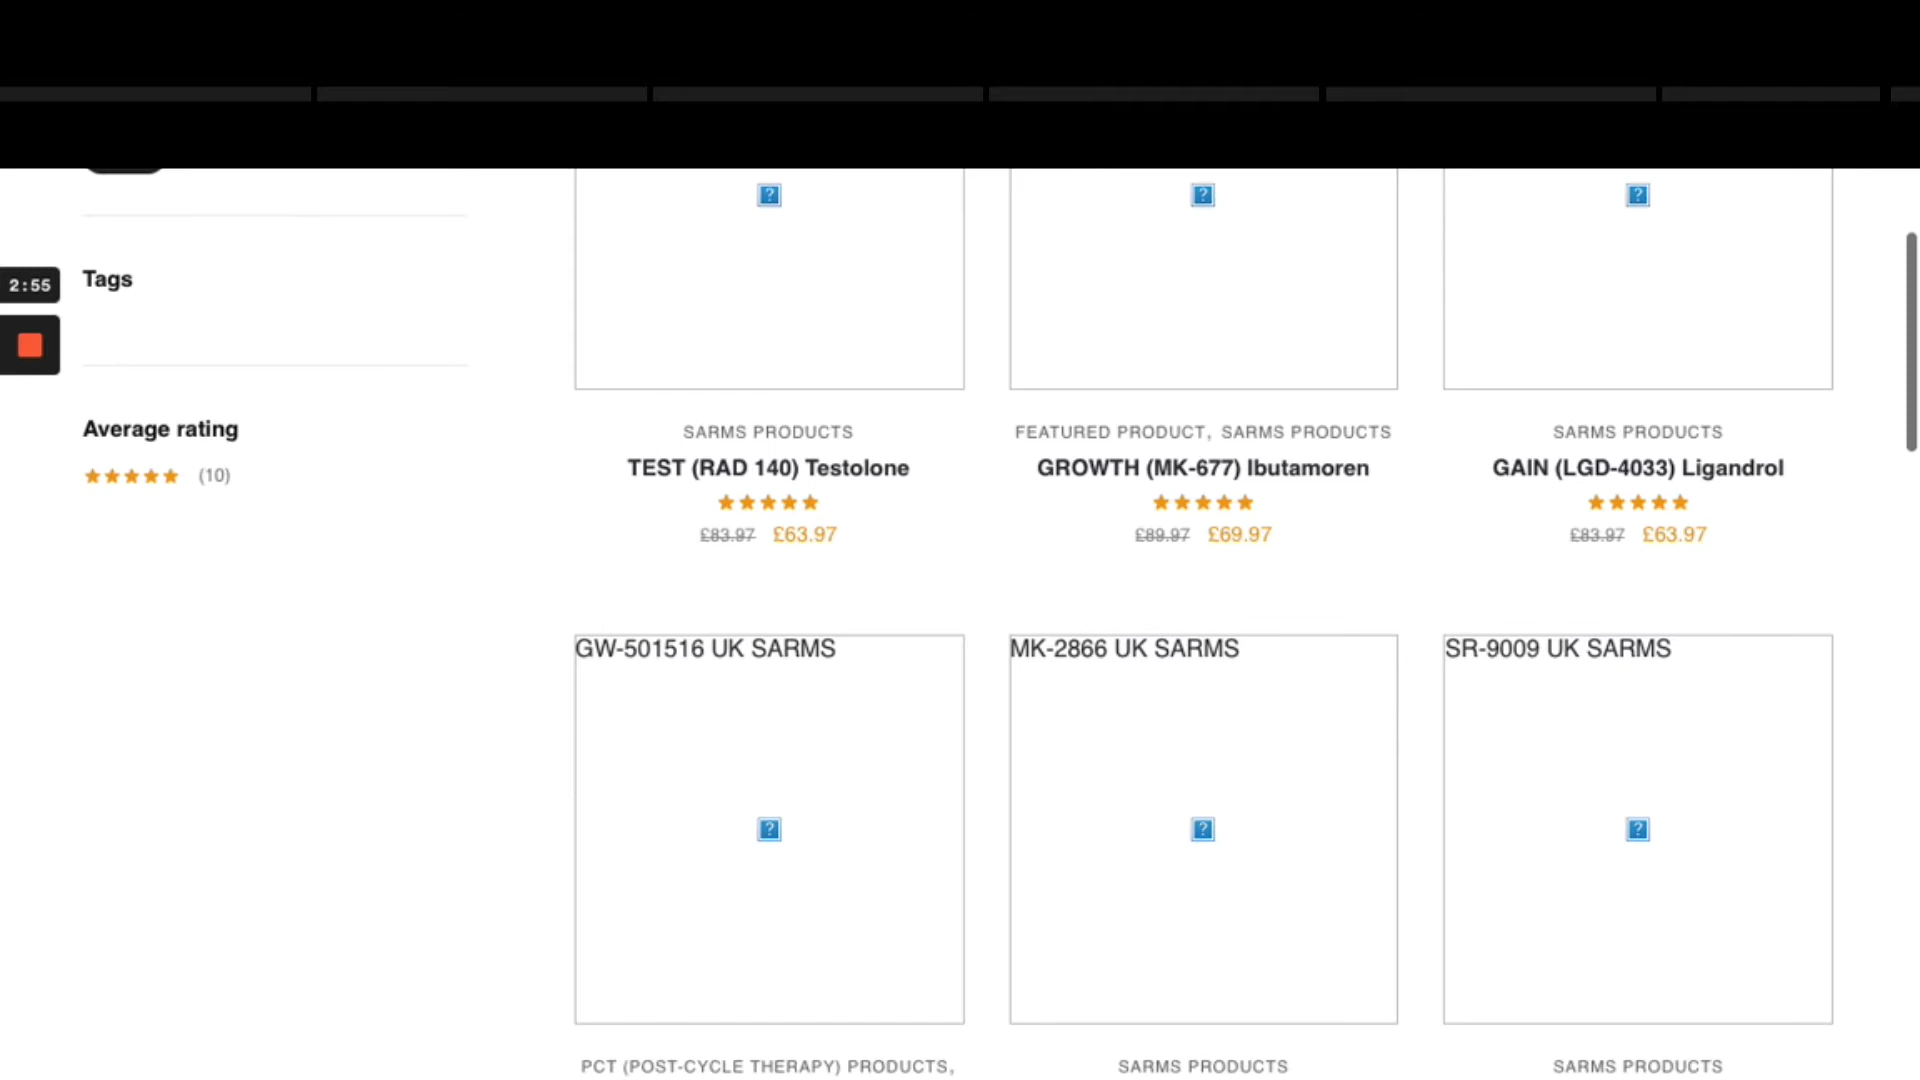 2:55
Tags
Average rating
(10)
SARMS PRODUCTS
TEST (RAD 140) Testolone
£83.97 £63.97
FEATURED PRODUCT, SARMS PRODUCTS
GROWTH (MK-677) Ibutamoren
£89.97 £69.97
SARMS PRODUCTS
GAIN (LGD-4033) Ligandrol
£83.97 £63.97
GW-501516 UK SARMS
PCT (POST-CYCLE THERAPY) PRODUCTS,
MK-2866 UK SARMS
SARMS PRODUCTS
SR-9009 UK SARMS
SARMS PRODUCTS